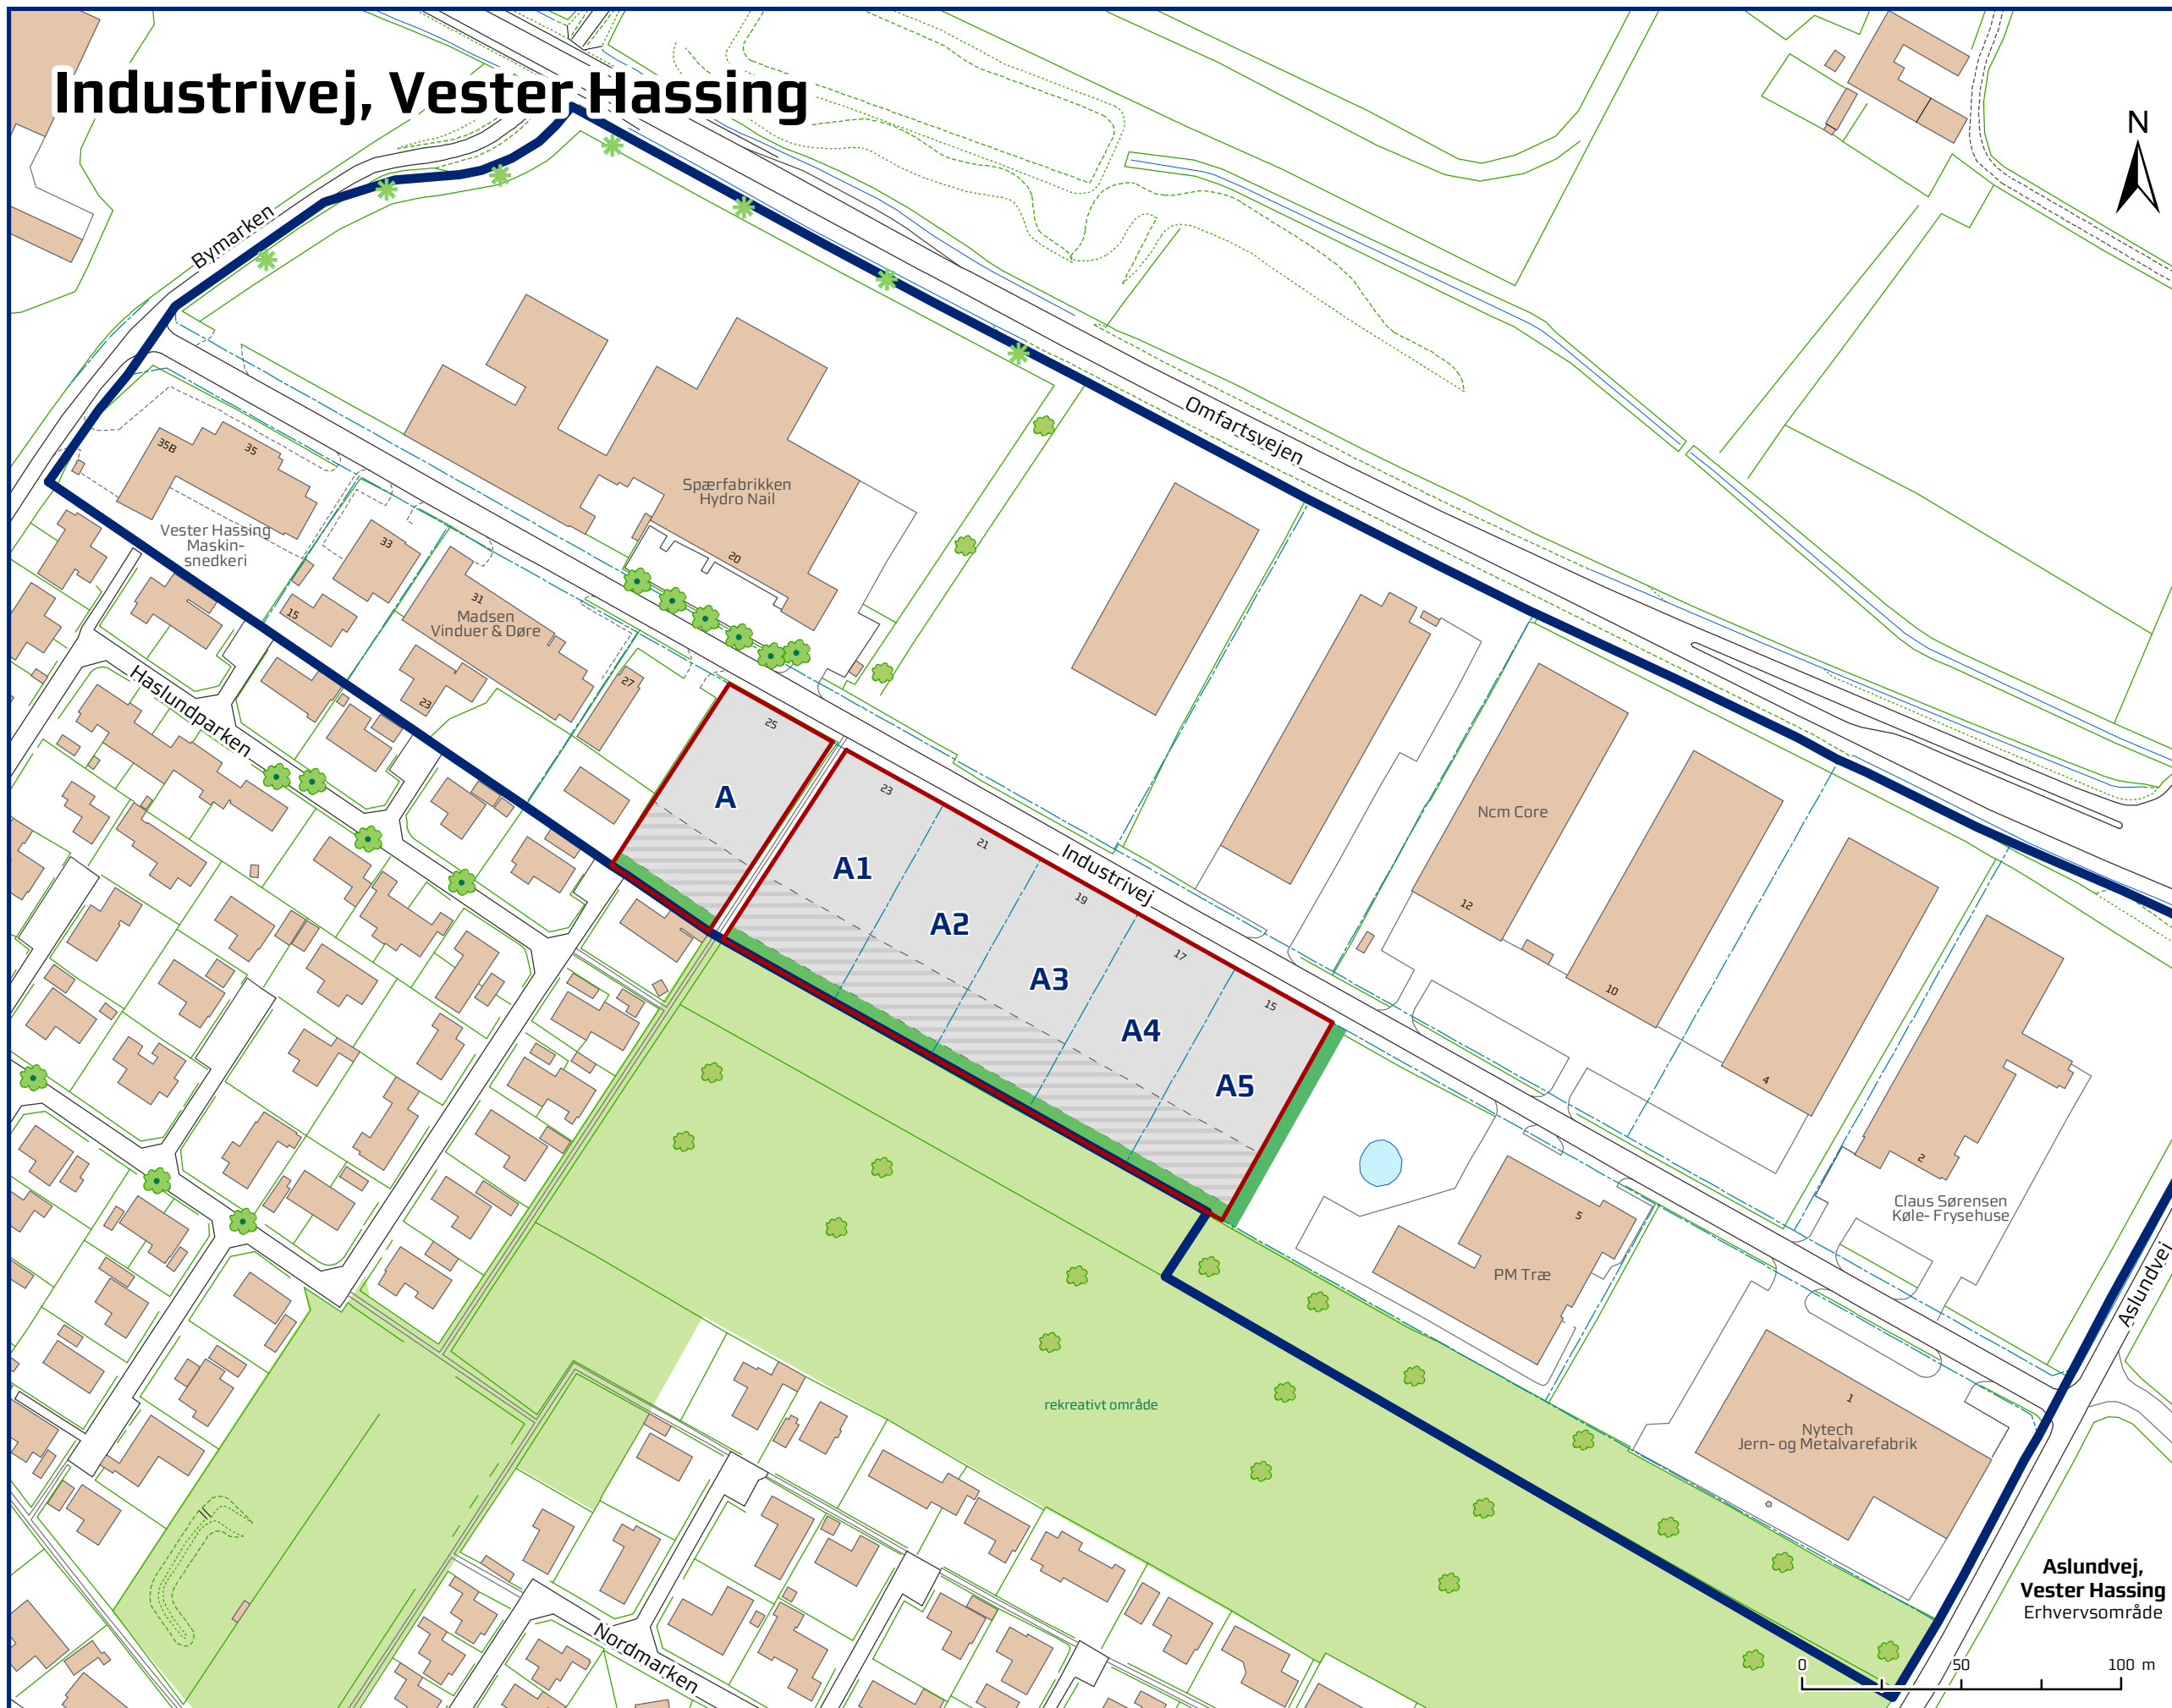 Industrivej, Vester Hassing
N
Bymarken
Omfartsvejen
35B
35
Spærfabrikken
Hydro Nail
Vester Hassing
Maskin-
snedkeri
33
20
31
Madsen
Vinduer & Døre
15
23
27
Haslundparken
25
A
23
A1
21
A2
Industrivej
19
A3
17
A4
15
A5
Ncm Core
12
10
4
2
Claus Sørensen
Køle- Frysehuse
5
PM Træ
Aslundvej
1
Nytech
Jern- og Metalvarefabrik
rekreativt område
Nordmarken
Aslundvej,
Vester Hassing
Erhvervsområde
0 50 100 m